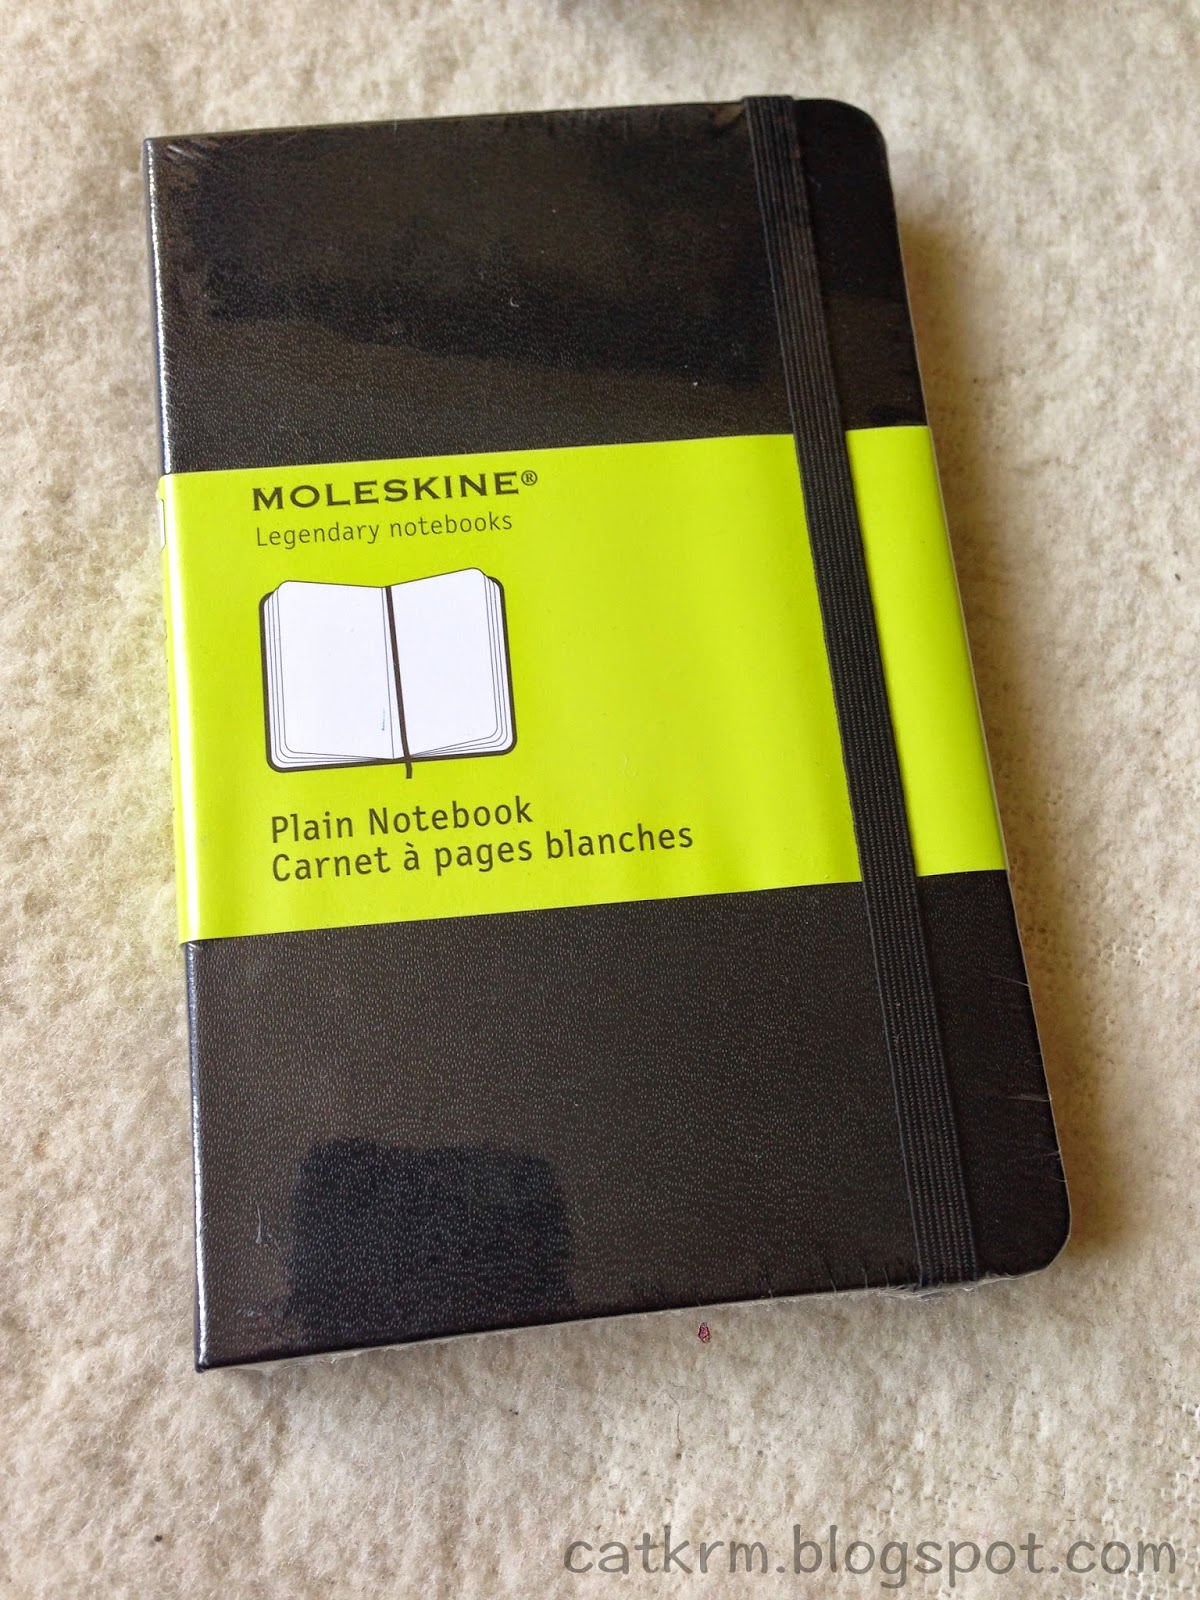 MOLESKINE®
Legendary notebooks
Plain Notebook
Carnet à pages blanches
catkrm.blogspot.com